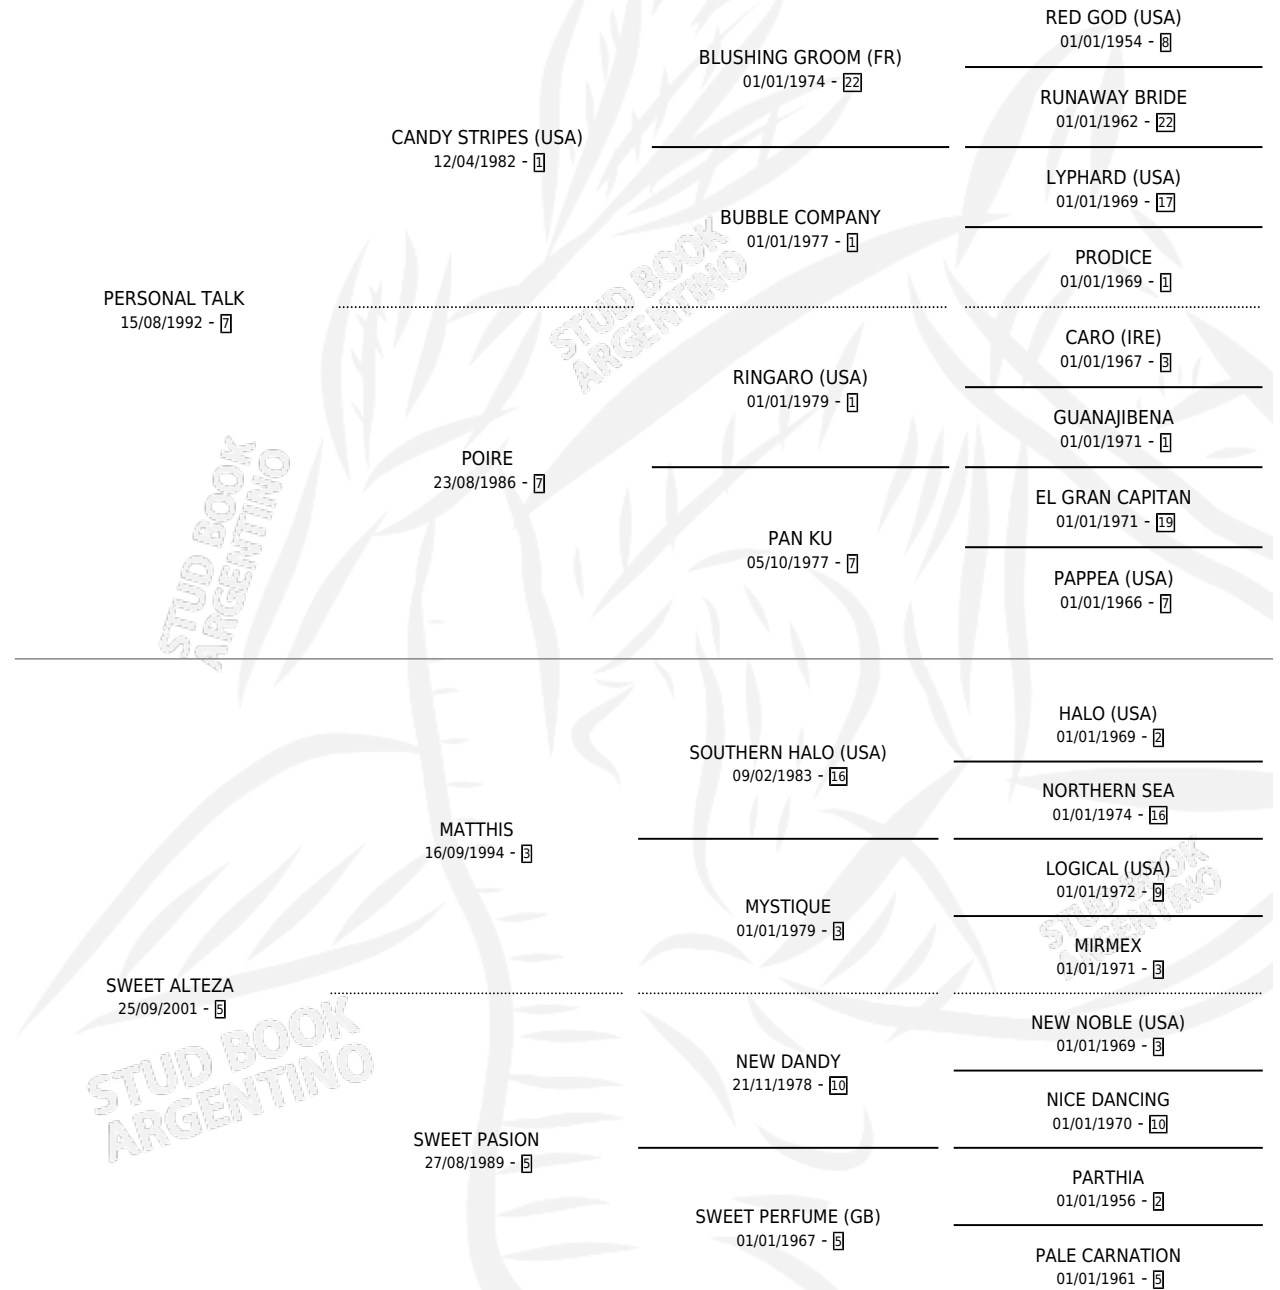 RED GOD (USA)
01/01/1954 - 8
BLUSHING GROOM (FR)
01/01/1974 - 22
RUNAWAY BRIDE
01/01/1962 - 22
CANDY STRIPES (USA)
12/04/1982 - 1
LYPHARD (USA)
01/01/1969 - 17
BUBBLE COMPANY
01/01/1977 - 1
PRODICE
01/01/1969 - 1
PERSONAL TALK
15/08/1992 - 7
CARO (IRE)
01/01/1967 - 3
RINGARO (USA)
01/01/1979 - 1
GUANAJIBENA
01/01/1971 - 1
POIRE
23/08/1986 - 7
EL GRAN CAPITAN
01/01/1971 - 19
PAN KU
05/10/1977 - 7
PAPPEA (USA)
01/01/1966 - 7
HALO (USA)
01/01/1969 - 2
SOUTHERN HALO (USA)
09/02/1983 - 16
NORTHERN SEA
01/01/1974 - 16
MATTHIS
16/09/1994 - 3
LOGICAL (USA)
01/01/1972 - 9
MYSTIQUE
01/01/1979 - 3
MIRMEX
01/01/1971 - 3
SWEET ALTEZA
25/09/2001 - 5
NEW NOBLE (USA)
01/01/1969 - 3
NEW DANDY
21/11/1978 - 10
NICE DANCING
01/01/1970 - 10
SWEET PASION
27/08/1989 - 5
PARTHIA
01/01/1956 - 2
SWEET PERFUME (GB)
01/01/1967 - 5
PALE CARNATION
01/01/1961 - 5
STUD BOOK
ARGENTINO
STUD BOOK
ARGENTINO
STUD BOOK
ARGENTINO
STUD BOOK
ARGENTINO